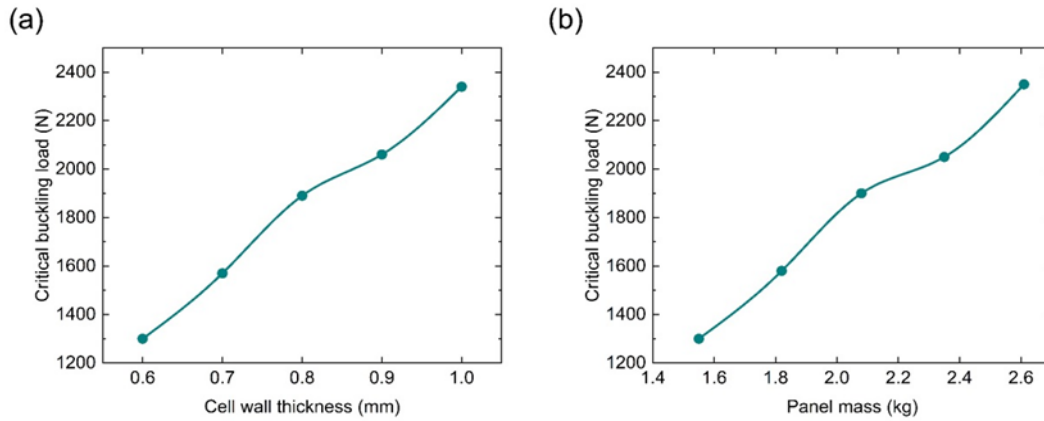 (a)
(b)
2400
2200
2000
1800
1600
1400
1200
Critical buckling load (N)
0.6 0.7 0.8 0.9 1.0
Cell wall thickness (mm)
2400
2200
2000
1800
1600
1400
1200
Critical buckling load (N)
1.4 1.6 1.8 2.0 2.2 2.4 2.6
Panel mass (kg)